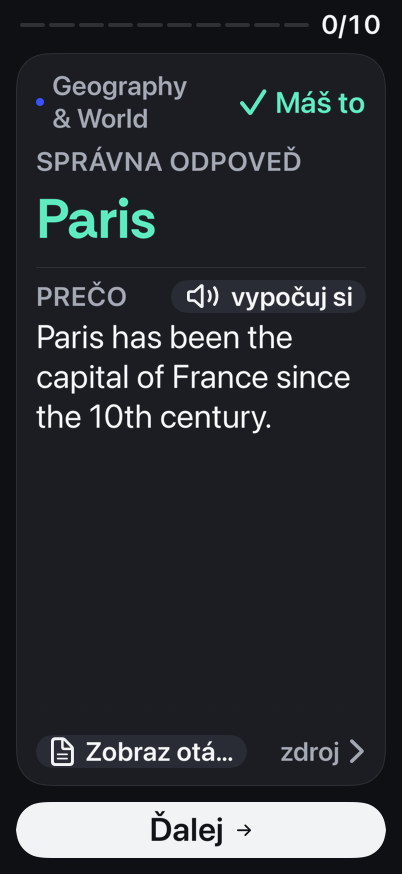 0/10
Geography
& World
Máš to
SPRÁVNA ODPOVEĎ
Paris
PREČO
vypočuj si
Paris has been the
capital of France since
the 10th century.
Zobraz otá…
zdroj
Ďalej →